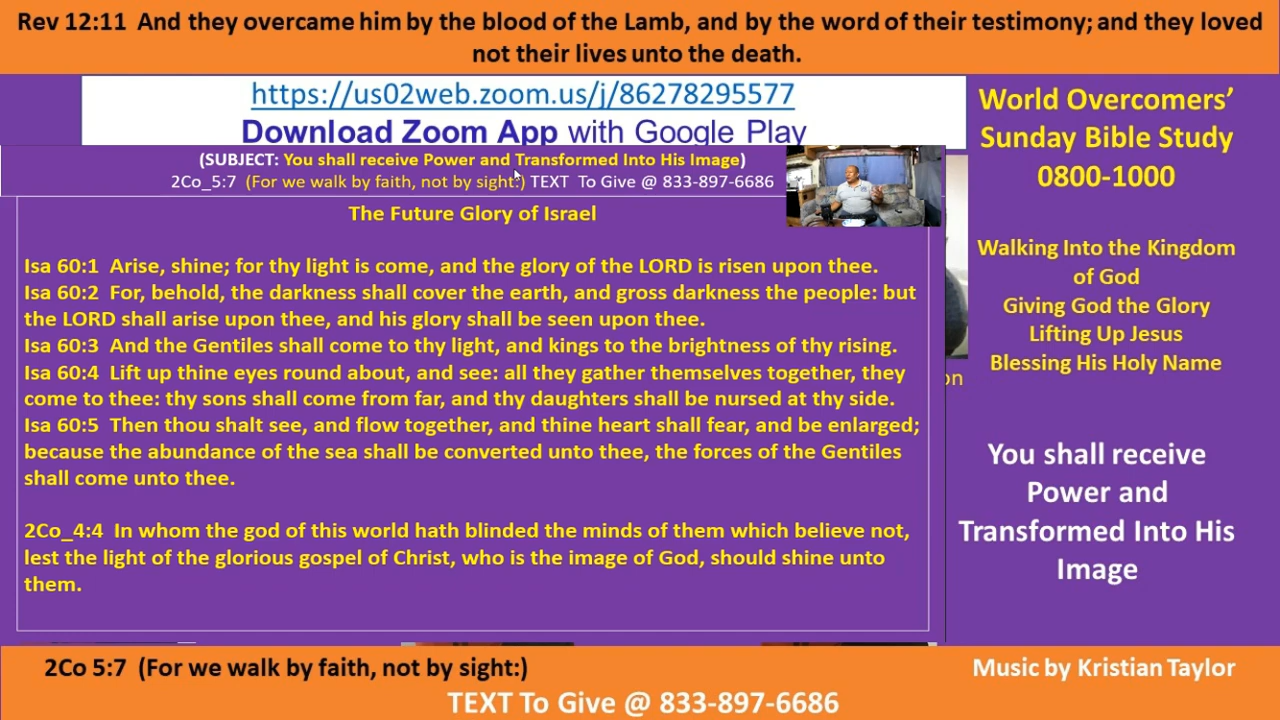 Rev 12:11  And they overcame him by the blood of the Lamb, and by the word of their testimony; and they loved
not their lives unto the death.
https://us02web.zoom.us/j/86278295577
Download Zoom App with Google Play
(SUBJECT: You shall receive Power and Transformed Into His Image)
2Co_5:7  (For we walk by faith, not by sight:) TEXT  To Give @ 833-897-6686
The Future Glory of Israel
Isa 60:1  Arise, shine; for thy light is come, and the glory of the LORD is risen upon thee.
Isa 60:2  For, behold, the darkness shall cover the earth, and gross darkness the people: but
the LORD shall arise upon thee, and his glory shall be seen upon thee.
Isa 60:3  And the Gentiles shall come to thy light, and kings to the brightness of thy rising.
Isa 60:4  Lift up thine eyes round about, and see: all they gather themselves together, they
come to thee: thy sons shall come from far, and thy daughters shall be nursed at thy side.
Isa 60:5  Then thou shalt see, and flow together, and thine heart shall fear, and be enlarged;
because the abundance of the sea shall be converted unto thee, the forces of the Gentiles
shall come unto thee.
2Co_4:4  In whom the god of this world hath blinded the minds of them which believe not,
lest the light of the glorious gospel of Christ, who is the image of God, should shine unto
them.
on
World Overcomers'
Sunday Bible Study
0800-1000
Walking Into the Kingdom
of God
Giving God the Glory
Lifting Up Jesus
Blessing His Holy Name
You shall receive
Power and
Transformed Into His
Image
2Co 5:7  (For we walk by faith, not by sight:)
Music by Kristian Taylor
TEXT To Give @ 833-897-6686